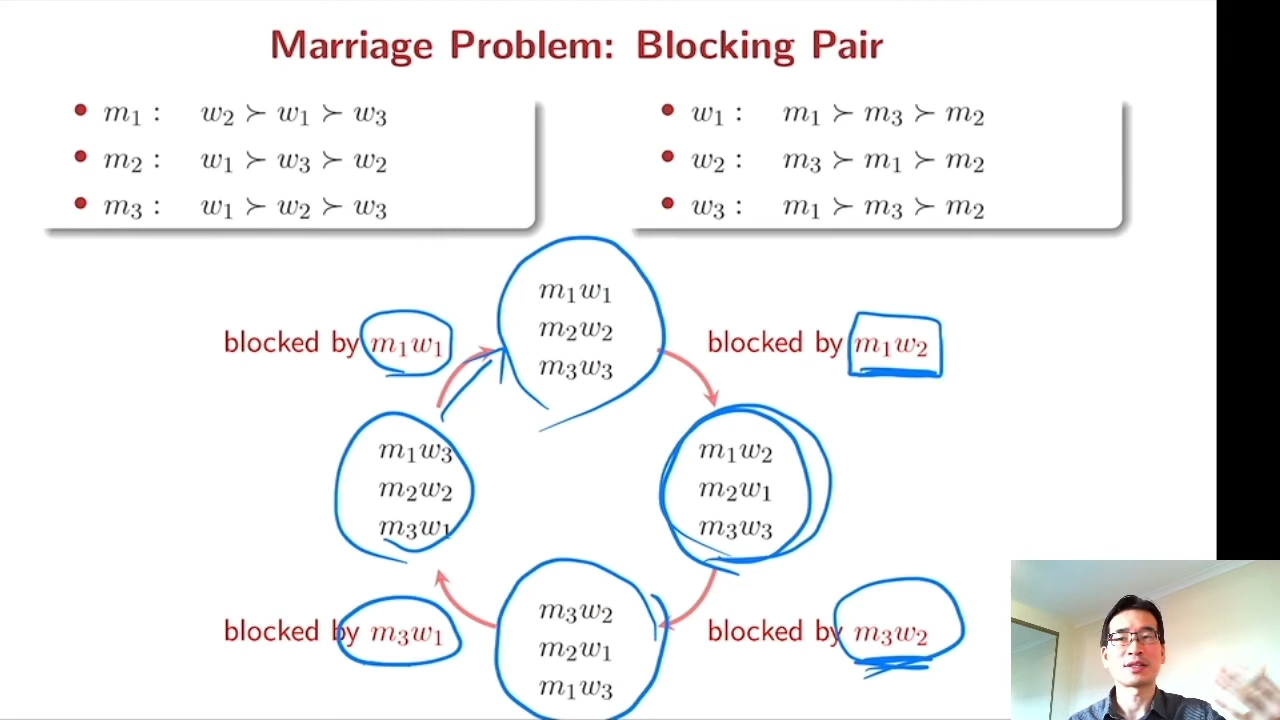 Marriage Problem: Blocking Pair
• m₁ : w₂ ≻ w₁ ≻ w₃
• m₂ : w₁ ≻ w₃ ≻ w₂
• m₃ : w₁ ≻ w₂ ≻ w₃
• w₁ : m₁ ≻ m₃ ≻ m₂
• w₂ : m₃ ≻ m₁ ≻ m₂
• w₃ : m₁ ≻ m₃ ≻ m₂
m₁w₁
m₂w₂
m₃w₃
blocked by m₁w₁
blocked by m₁w₂
m₁w₃
m₂w₂
m₃w₁
m₁w₂
m₂w₁
m₃w₃
blocked by m₃w₁
blocked by m₃w₂
m₃w₂
m₂w₁
m₁w₃